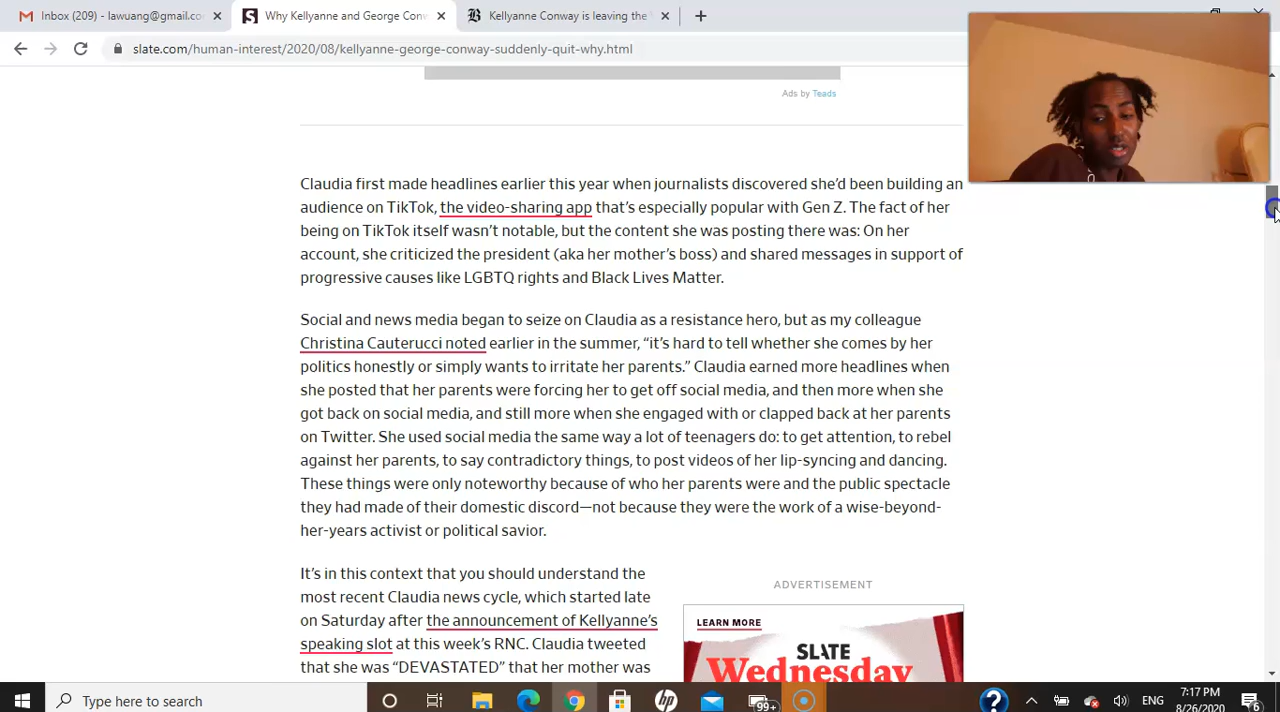 Inbox (209) - lawuang@gmail.co
Why Kellyanne and George Conw
Kellyanne Conway is leaving the
slate.com/human-interest/2020/08/kellyanne-george-conway-suddenly-quit-why.html
Ads by Teads
Claudia first made headlines earlier this year when journalists discovered she’d been building an
audience on TikTok, the video-sharing app that’s especially popular with Gen Z. The fact of her
being on TikTok itself wasn’t notable, but the content she was posting there was: On her
account, she criticized the president (aka her mother’s boss) and shared messages in support of
progressive causes like LGBTQ rights and Black Lives Matter.
Social and news media began to seize on Claudia as a resistance hero, but as my colleague
Christina Cauterucci noted earlier in the summer, “it’s hard to tell whether she comes by her
politics honestly or simply wants to irritate her parents.” Claudia earned more headlines when
she posted that her parents were forcing her to get off social media, and then more when she
got back on social media, and still more when she engaged with or clapped back at her parents
on Twitter. She used social media the same way a lot of teenagers do: to get attention, to rebel
against her parents, to say contradictory things, to post videos of her lip-syncing and dancing.
These things were only noteworthy because of who her parents were and the public spectacle
they had made of their domestic discord—not because they were the work of a wise-beyond-
her-years activist or political savior.
It’s in this context that you should understand the
most recent Claudia news cycle, which started late
on Saturday after the announcement of Kellyanne’s
speaking slot at this week’s RNC. Claudia tweeted
that she was “DEVASTATED” that her mother was
ADVERTISEMENT
LEARN MORE
SLATE
Wednesday
Type here to search
99+
ENG
7:17 PM
8/26/2020
6